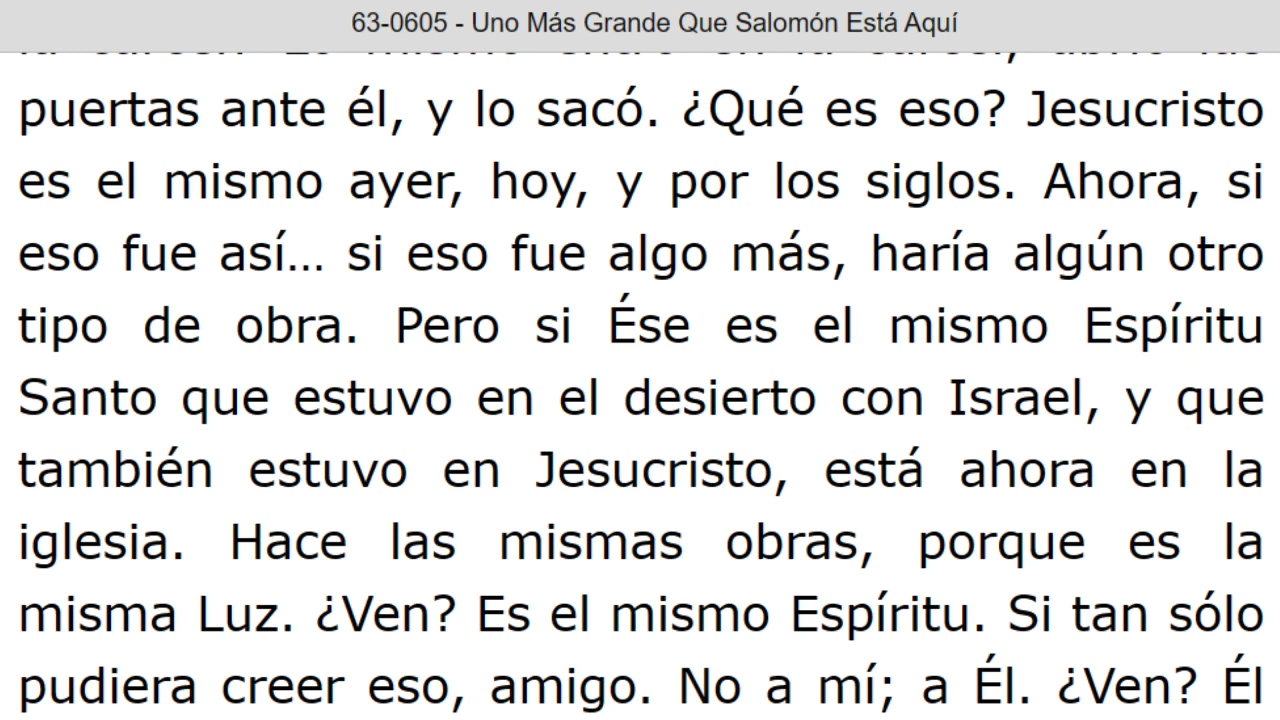 63-0605 - Uno Más Grande Que Salomón Está Aquí
puertas ante él, y lo sacó. ¿Qué es eso? Jesucristo
es el mismo ayer, hoy, y por los siglos. Ahora, si
eso fue así... si eso fue algo más, haría algún otro
tipo de obra. Pero si Ése es el mismo Espíritu
Santo que estuvo en el desierto con Israel, y que
también estuvo en Jesucristo, está ahora en la
iglesia. Hace las mismas obras, porque es la
misma Luz. ¿Ven? Es el mismo Espíritu. Si tan sólo
pudiera creer eso, amigo. No a mí; a Él. ¿Ven? Él